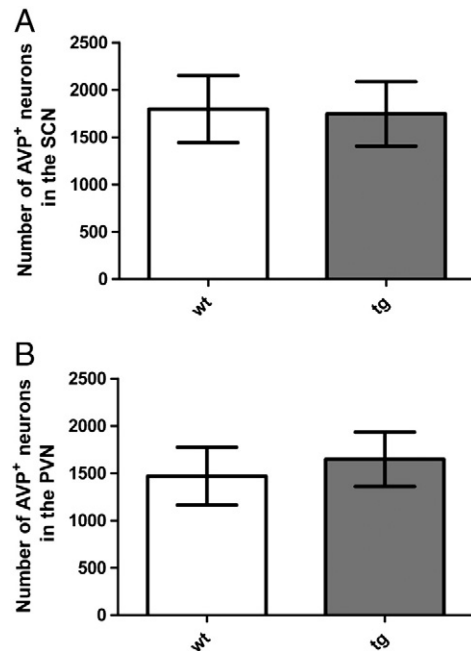 A
Number of AVP⁺ neurons
in the SCN
2500
2000
1500
1000
500
0
wt
tg
B
Number of AVP⁺ neurons
in the PVN
2500
2000
1500
1000
500
0
wt
tg